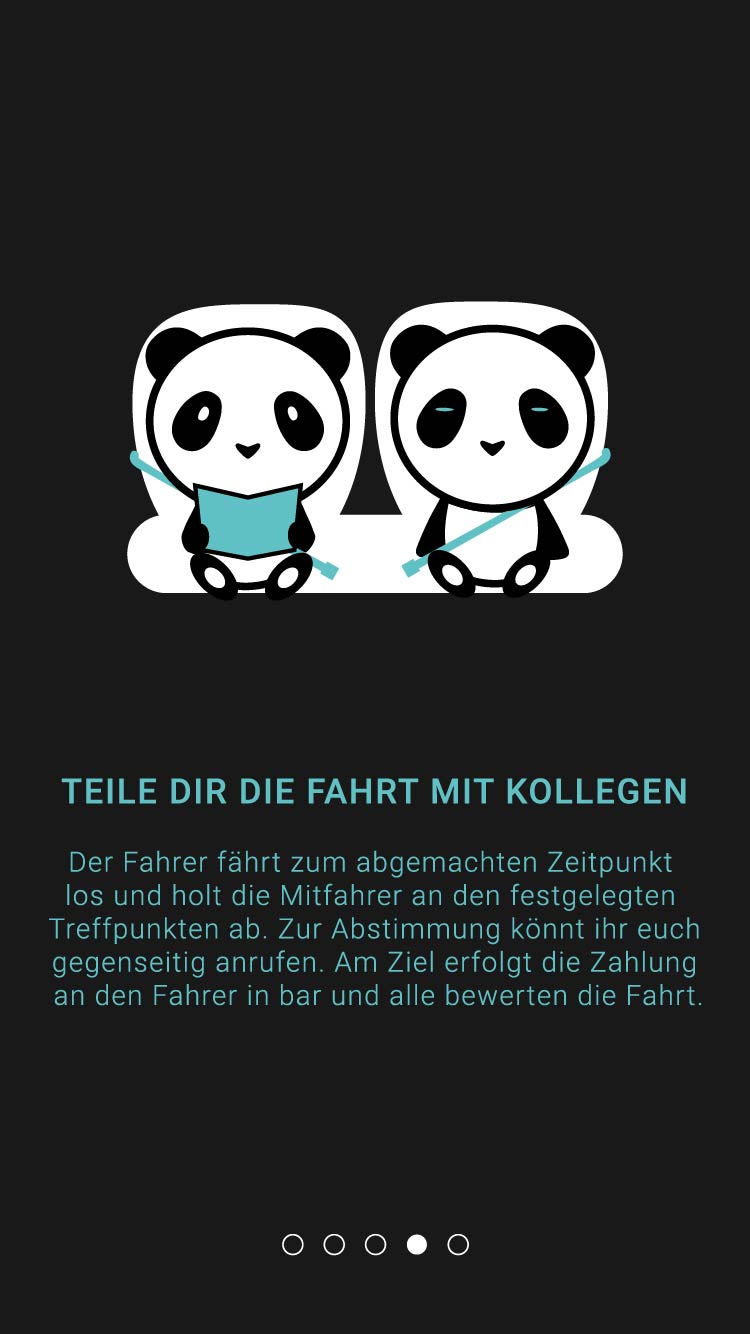 TEILE DIR DIE FAHRT MIT KOLLEGEN
Der Fahrer fährt zum abgemachten Zeitpunkt
los und holt die Mitfahrer an den festgelegten
Treffpunkten ab. Zur Abstimmung könnt ihr euch
gegenseitig anrufen. Am Ziel erfolgt die Zahlung
an den Fahrer in bar und alle bewerten die Fahrt.